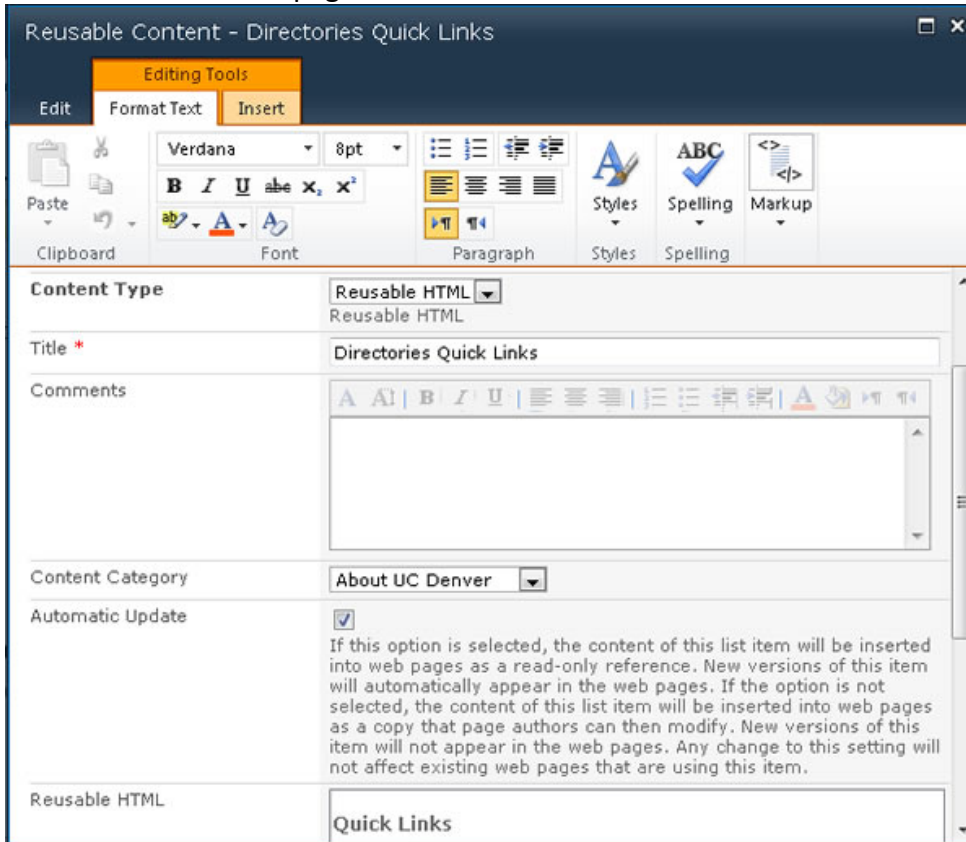 page
Reusable Content - Directories Quick Links
Editing Tools
Edit Format Text Insert
Verdana 8pt
B I U abc X₂ X²
ABC
Paste
Styles Spelling Markup
ab A A
Clipboard Font Paragraph Styles Spelling
Content Type
Reusable HTML
Reusable HTML
Title *
Directories Quick Links
Comments
A A B I U A
Content Category
About UC Denver
Automatic Update
If this option is selected, the content of this list item will be inserted
into web pages as a read-only reference. New versions of this item
will automatically appear in the web pages. If the option is not
selected, the content of this list item will be inserted into web pages
as a copy that page authors can then modify. New versions of this
item will not appear in the web pages. Any change to this setting will
not affect existing web pages that are using this item.
Reusable HTML
Quick Links